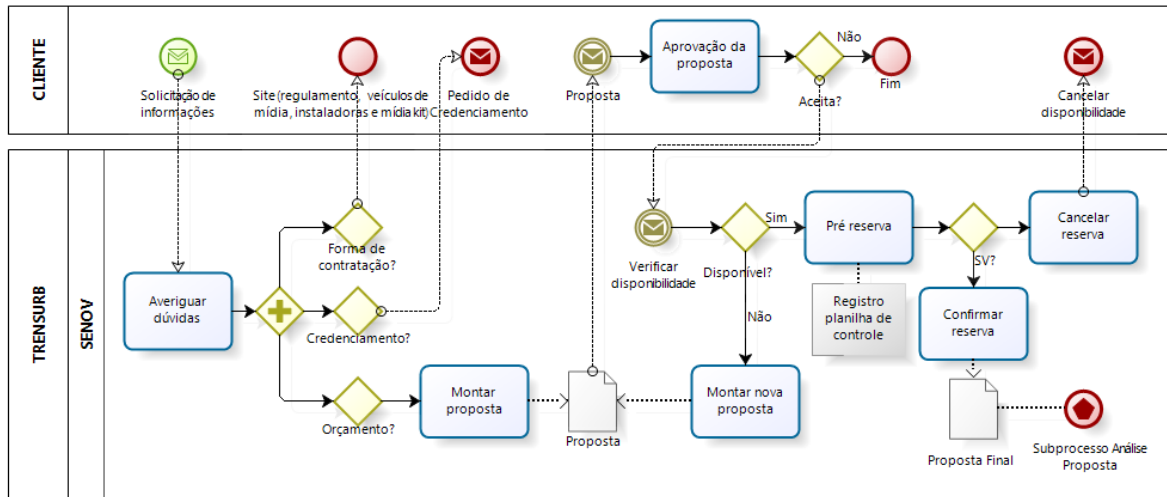 CLIENTE
Solicitação de
informações
Site (regulamento, veículos de
mídia, instaladoras e mídia kit)
Pedido de
Credenciamento
Proposta
Aprovação da
proposta
Aceita?
Não
Fim
Cancelar
disponibilidade
TRENSURB
SENOV
Averiguar
dúvidas
Forma de
contratação?
Credenciamento?
Orçamento?
Montar
proposta
Proposta
Verificar
disponibilidade
Disponível?
Sim
Não
Montar nova
proposta
Pré reserva
Registro
planilha de
controle
SV?
Cancelar
reserva
Confirmar
reserva
Proposta Final
Subprocesso Análise
Proposta